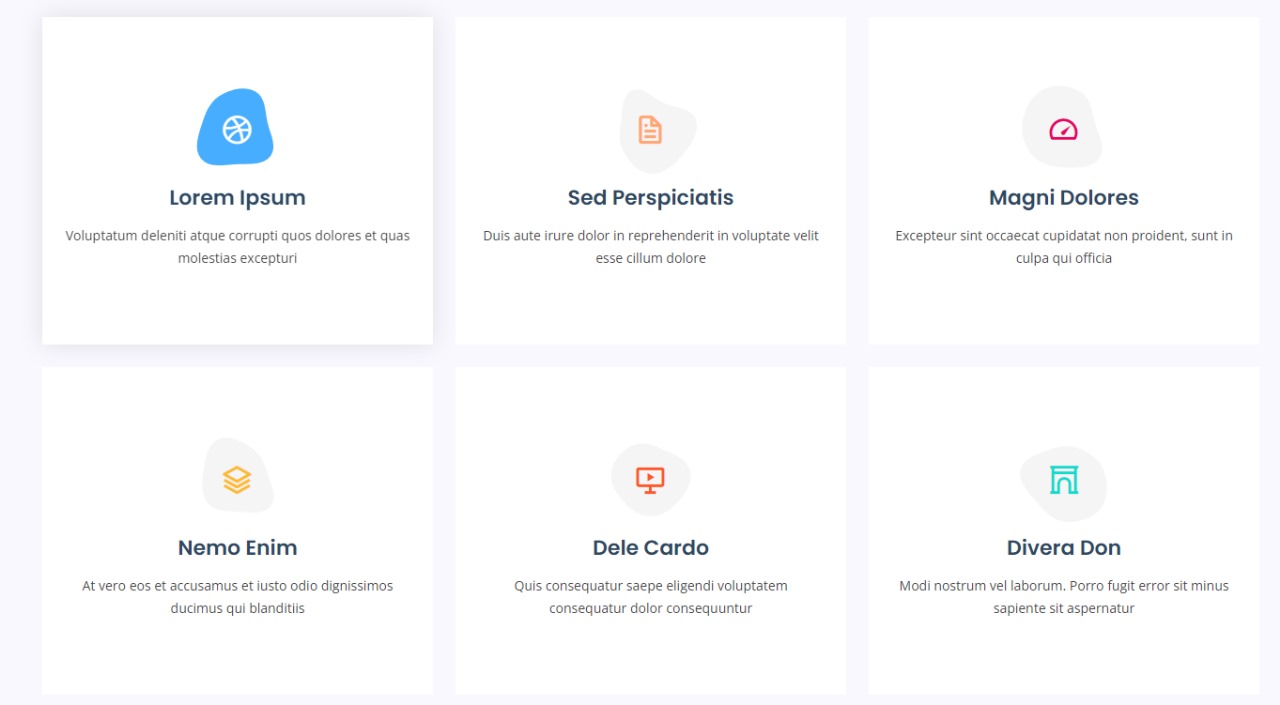 Lorem Ipsum
Voluptatum deleniti atque corrupti quos dolores et quas
molestias excepturi
Sed Perspiciatis
Duis aute irure dolor in reprehenderit in voluptate velit
esse cillum dolore
Magni Dolores
Excepteur sint occaecat cupidatat non proident, sunt in
culpa qui officia
Nemo Enim
At vero eos et accusamus et iusto odio dignissimos
ducimus qui blanditiis
Dele Cardo
Quis consequatur saepe eligendi voluptatem
consequatur dolor consequuntur
Divera Don
Modi nostrum vel laborum. Porro fugit error sit minus
sapiente sit aspernatur